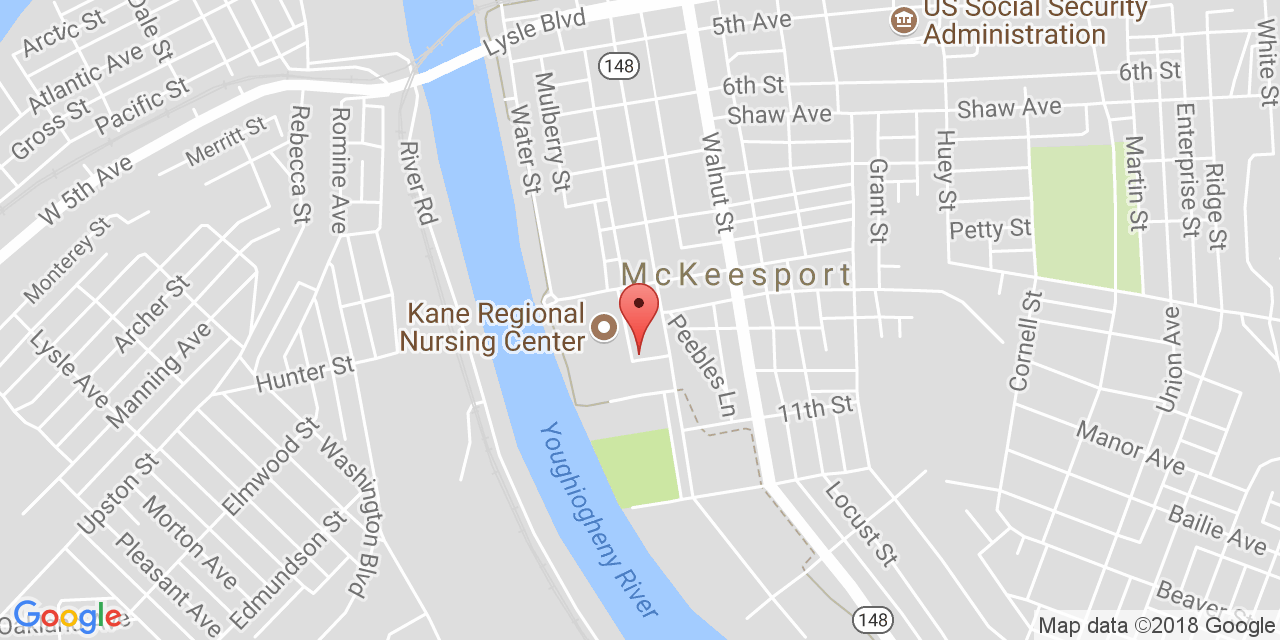 Arctic St
Dale St
Lysle Blvd
5th Ave
US Social Security
Administration
White St
Atlantic Ave
Pacific St
Gross St
148
6th St
6th St
Shaw Ave
Shaw Ave
Mulberry St
Water St
Rebecca St
Romine Ave
Merritt St
River Rd
W 5th Ave
Walnut St
Grant St
Huey St
Martin St
Enterprise St
Ridge St
Petty St
Monterey St
McKeesport
Archer St
Kane Regional
Nursing Center
Peebles Ln
Cornell St
Union Ave
Lysle Ave
Manning Ave
Hunter St
11th St
Manor Ave
Elmwood St
Washington Blvd
Youghiogheny River
Upston St
Morton Ave
Edmundson St
Pleasant Ave
Locust St
Bailie Ave
Beaver St
148
Google
Map data ©2018 Google